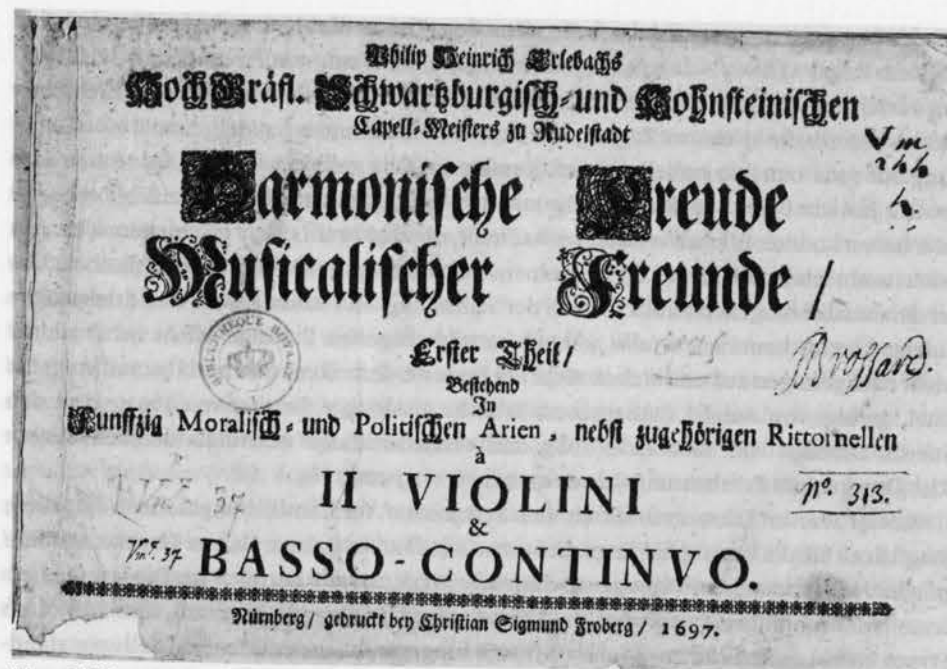 Philip Heinrich Erlebachs
HochGräfl. Schwartzburgisch- und Hohnsteinischen
Capell-Meisters zu Rudelstadt
Harmonische Freude
Musicalischer Freunde /
Erster Theil /
Bestehend
In
Funffzig Moralisch- und Politischen Arien, nebst zugehörigen Rittornellen
à
II VIOLINI
&
BASSO-CONTINVO.
Nürnberg / gedruckt bey Christian Sigmund Froberg / 1697.
Vm
Brossard.
no. 313.